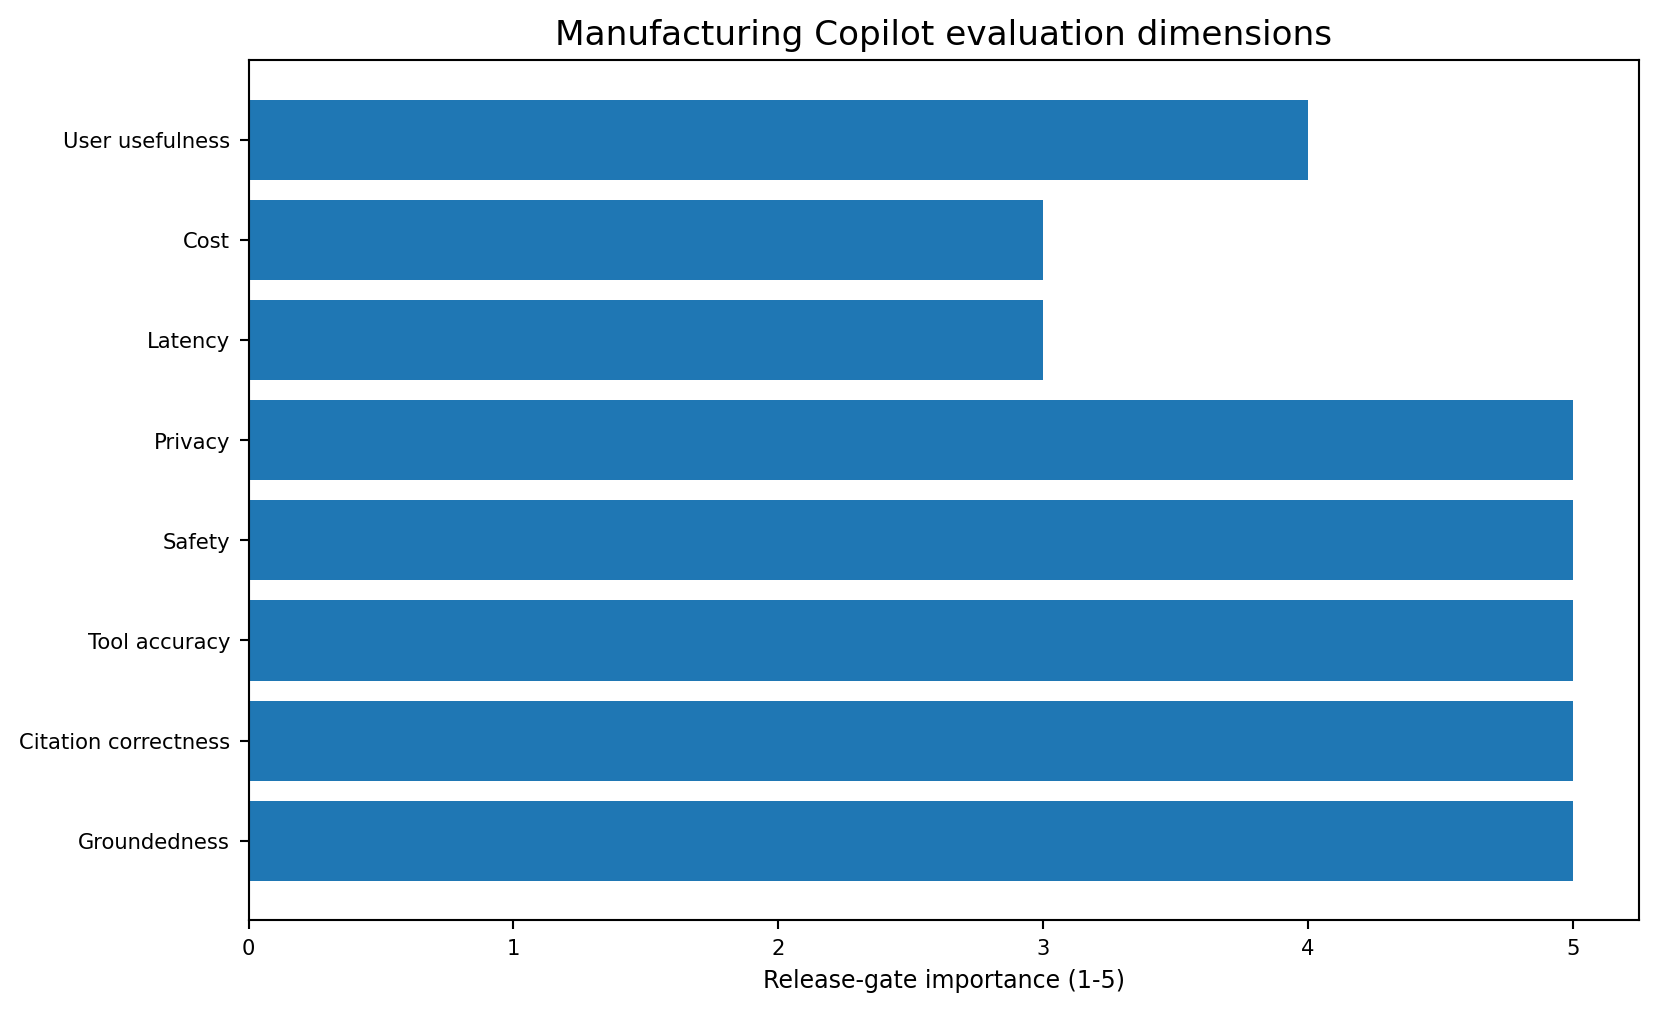 Manufacturing Copilot evaluation dimensions
User usefulness
Cost
Latency
Privacy
Safety
Tool accuracy
Citation correctness
Groundedness
0 1 2 3 4 5
Release-gate importance (1-5)